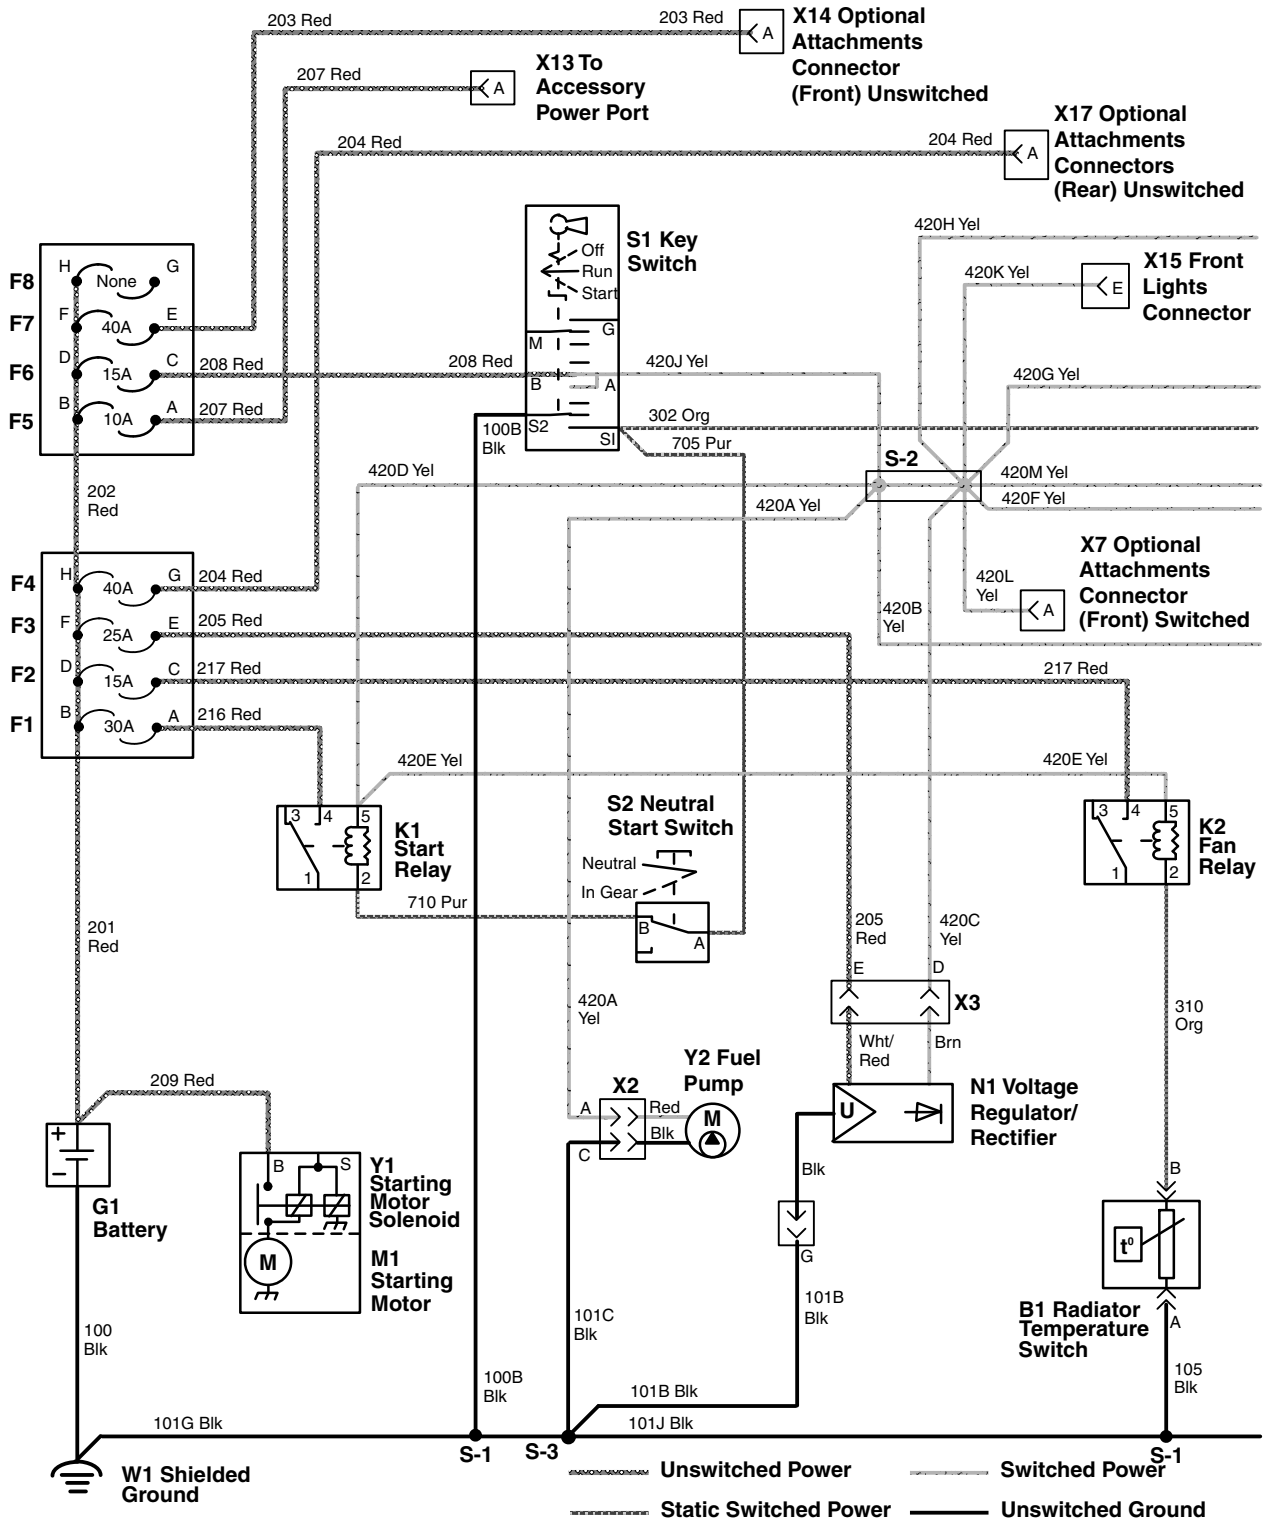 203 Red
203 Red
A
X14 Optional
Attachments
Connector
(Front) Unswitched
207 Red
A
X13 To
Accessory
Power Port
204 Red
204 Red
A
X17 Optional
Attachments
Connectors
(Rear) Unswitched
Off
Run
Start
S1 Key
Switch
G
M
B
A
S2
SI
420H Yel
420K Yel
E
X15 Front
Lights
Connector
F8
H
None
G
F7
F
40A
E
F6
D
15A
C
F5
B
10A
A
208 Red
208 Red
207 Red
420J Yel
420G Yel
302 Org
705 Pur
100B
Blk
S-2
420D Yel
420A Yel
420M Yel
420F Yel
202
Red
X7 Optional
Attachments
Connector
(Front) Switched
420L
Yel
A
420B
Yel
F4
H
40A
G
204 Red
F3
F
25A
E
205 Red
F2
D
15A
C
217 Red
217 Red
F1
B
30A
A
216 Red
420E Yel
420E Yel
3
4
5
1
2
K1
Start
Relay
S2 Neutral
Start Switch
Neutral
In Gear
B
A
3
4
5
1
2
K2
Fan
Relay
710 Pur
201
Red
205
Red
420C
Yel
E
D
X3
420A
Yel
Wht/
Red
Brn
310
Org
209 Red
Y2 Fuel
Pump
X2
A
Red
M
Blk
C
U
N1 Voltage
Regulator/
Rectifier
+
−
G1
Battery
B
S
Y1
Starting
Motor
Solenoid
M
M1
Starting
Motor
Blk
G
B
t⁰
A
B1 Radiator
Temperature
Switch
101C
Blk
101B
Blk
100
Blk
100B
Blk
105
Blk
101B Blk
101G Blk
101J Blk
S-1
S-3
S-1
W1 Shielded
Ground
Unswitched Power
Switched Power
Static Switched Power
Unswitched Ground